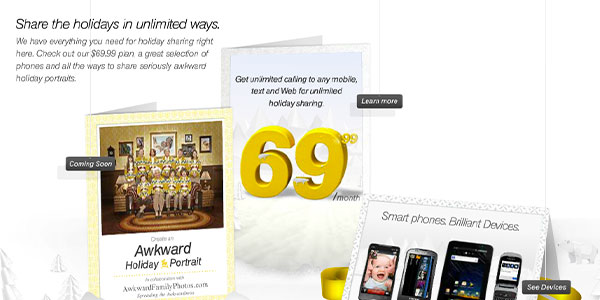 Share the holidays in unlimited ways.
We have everything you need for holiday sharing right
here. Check out our $69.99 plan, a great selection of
phones and all the ways to share seriously awkward
holiday portraits.
Get unlimited calling to any mobile,
text and Web for unlimited
holiday sharing.
Learn more
69.99
/month
Coming Soon
Create an
Awkward
Holiday & Portrait
In collaboration with
AwkwardFamilyPhotos.com
Spreading the Awkwardness
Smart phones. Brilliant Devices.
See Devices